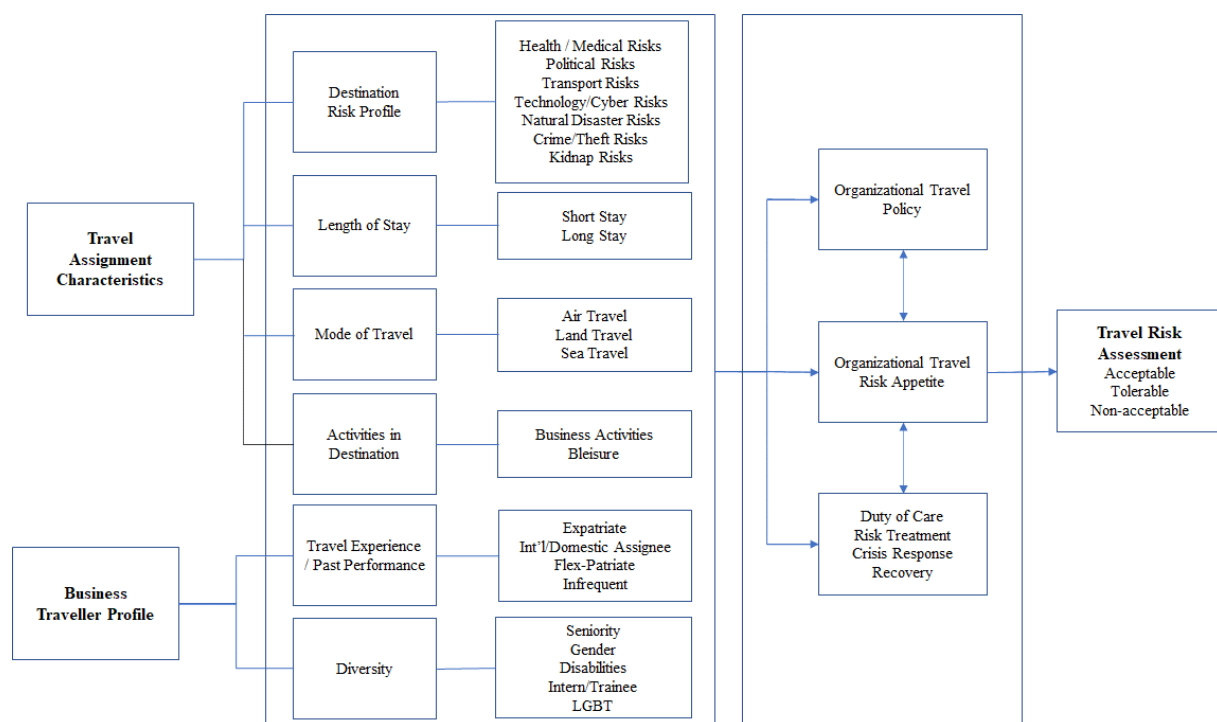 Travel
Assignment
Characteristics
Business
Traveller Profile
Destination
Risk Profile
Health / Medical Risks
Political Risks
Transport Risks
Technology/Cyber Risks
Natural Disaster Risks
Crime/Theft Risks
Kidnap Risks
Length of Stay
Short Stay
Long Stay
Mode of Travel
Air Travel
Land Travel
Sea Travel
Activities in
Destination
Business Activities
Bleisure
Travel Experience
/ Past Performance
Expatriate
Int'l/Domestic Assignee
Flex-Patriate
Infrequent
Diversity
Seniority
Gender
Disabilities
Intern/Trainee
LGBT
Organizational Travel
Policy
Organizational Travel
Risk Appetite
Duty of Care
Risk Treatment
Crisis Response
Recovery
Travel Risk
Assessment
Acceptable
Tolerable
Non-acceptable